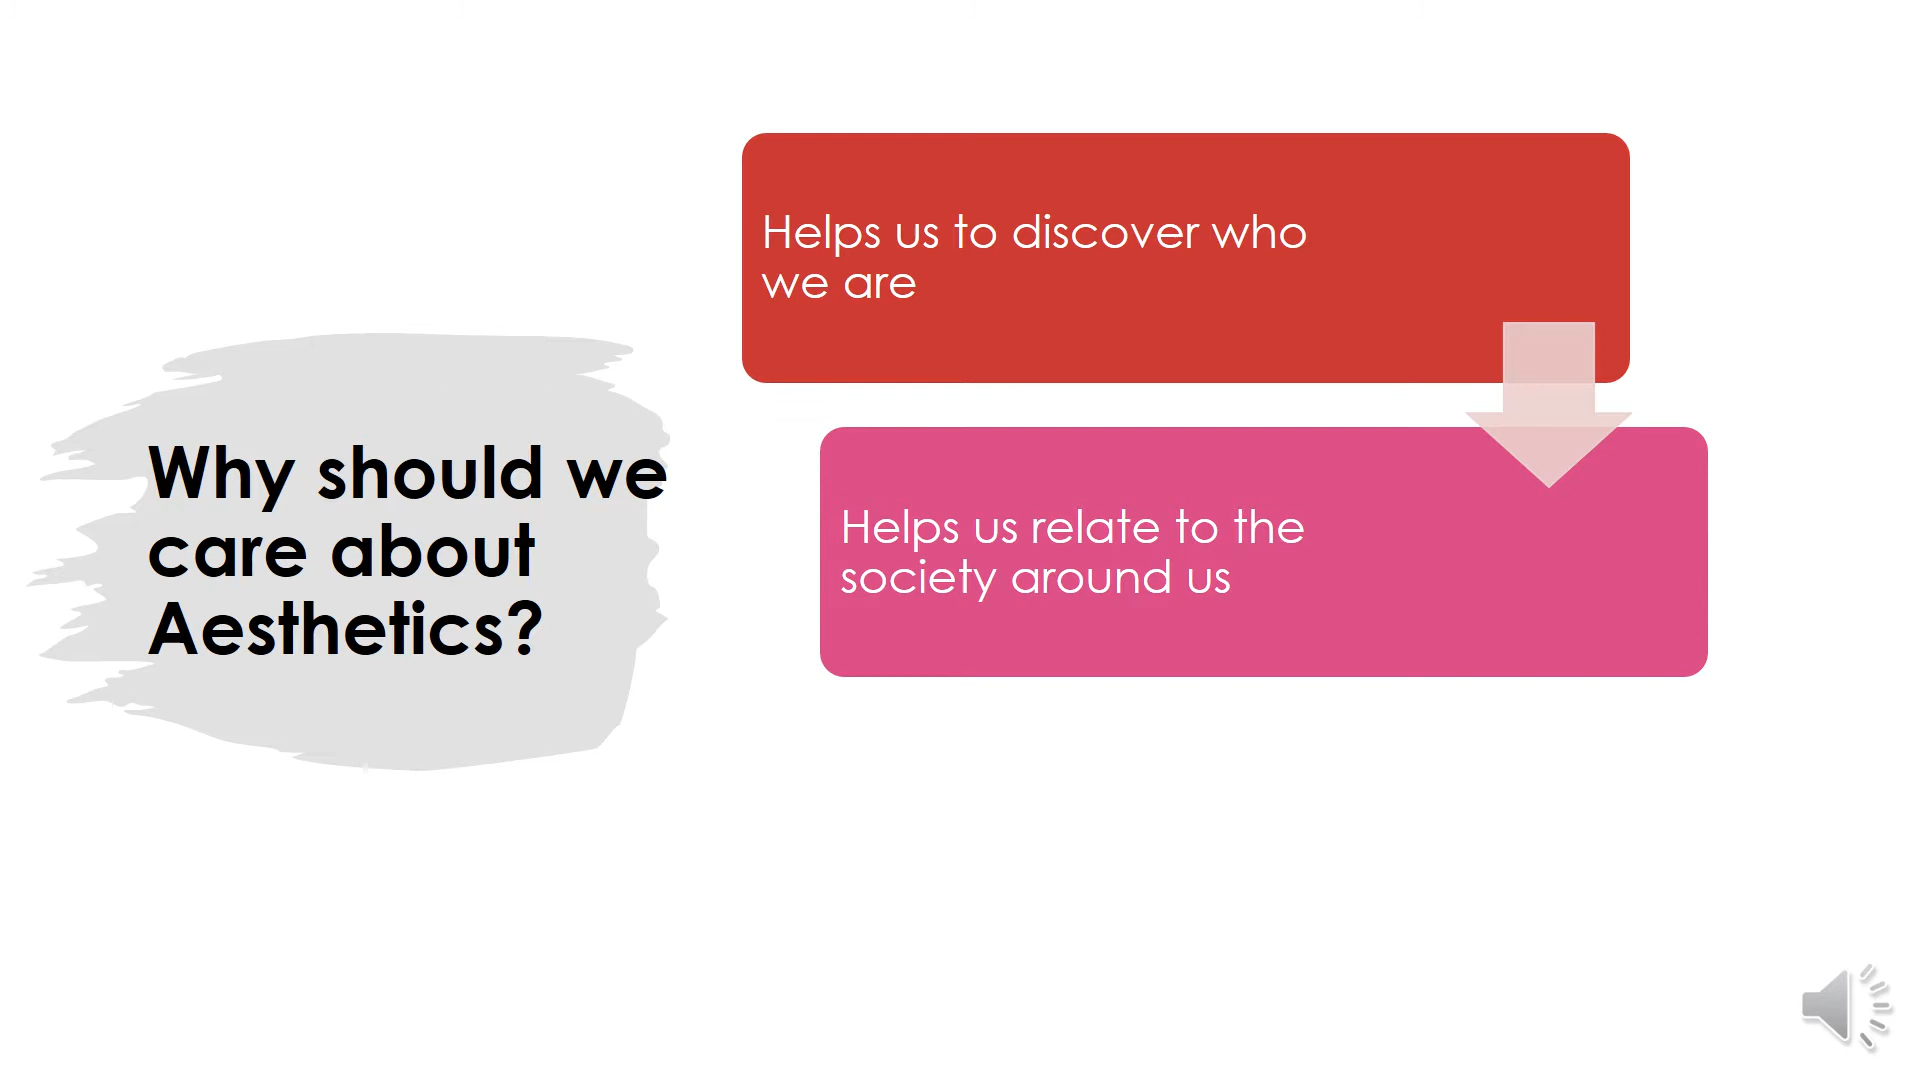 Why should we
care about
Aesthetics?
Helps us to discover who
we are
Helps us relate to the
society around us